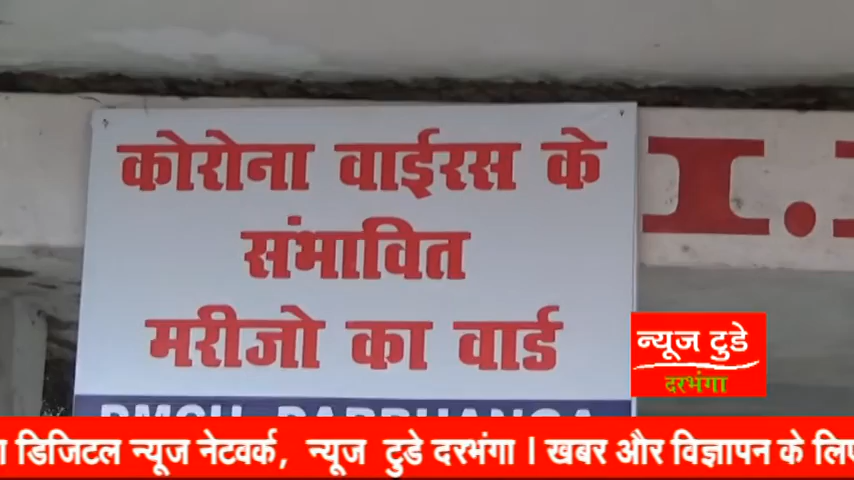 कोरोना वाईरस के
संभावित
मरीजो का वार्ड
I.
न्यूज टुडे
दरभंगा
डिजिटल न्यूज नेटवर्क, न्यूज टुडे दरभंगा । खबर और विज्ञापन के